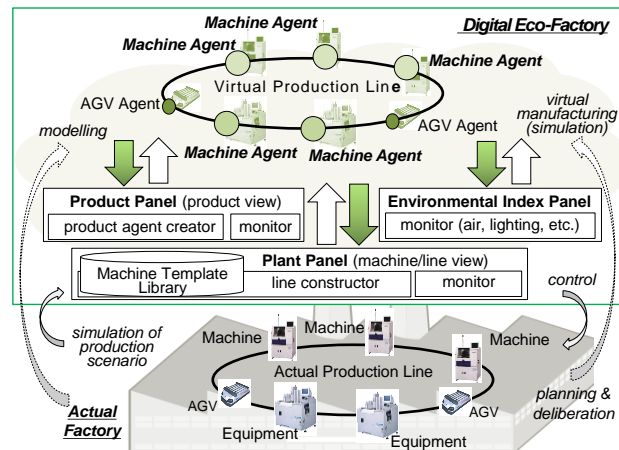 Digital Eco-Factory
Machine Agent
Machine Agent
Machine Agent
Virtual Production Line
AGV Agent
AGV Agent
Machine Agent
Machine Agent
modelling
virtual
manufacturing
(simulation)
Product Panel (product view)
product agent creator
monitor
Environmental Index Panel
monitor (air, lighting, etc.)
Plant Panel (machine/line view)
Machine Template
Library
line constructor
monitor
control
simulation of
production
scenario
Machine
Machine
Machine
Actual Production Line
AGV
AGV
Equipment
Equipment
planning &
deliberation
Actual
Factory